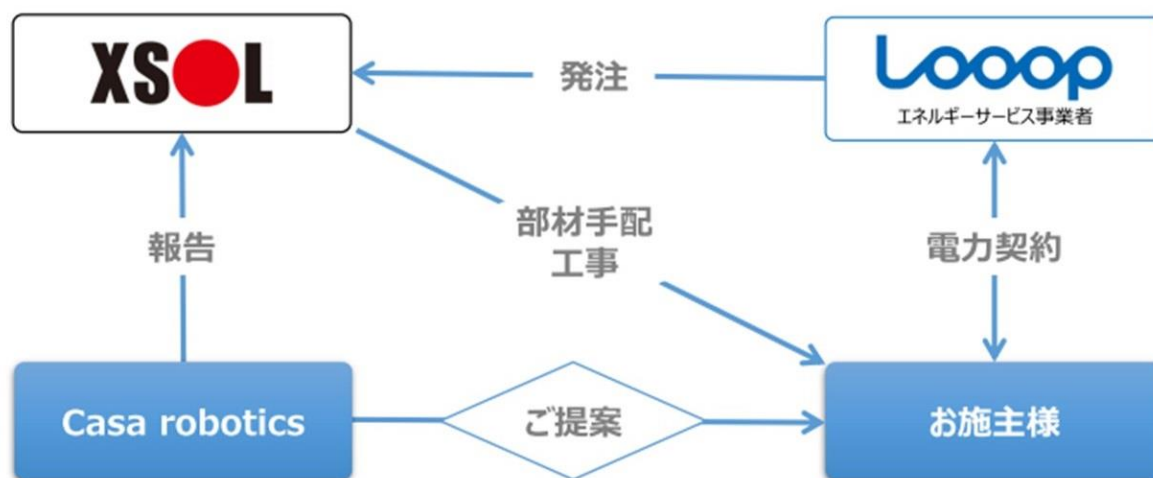 XSOL
発注
Looop
エネルギーサービス事業者
報告
部材手配
工事
電力契約
Casa robotics
ご提案
お施主様